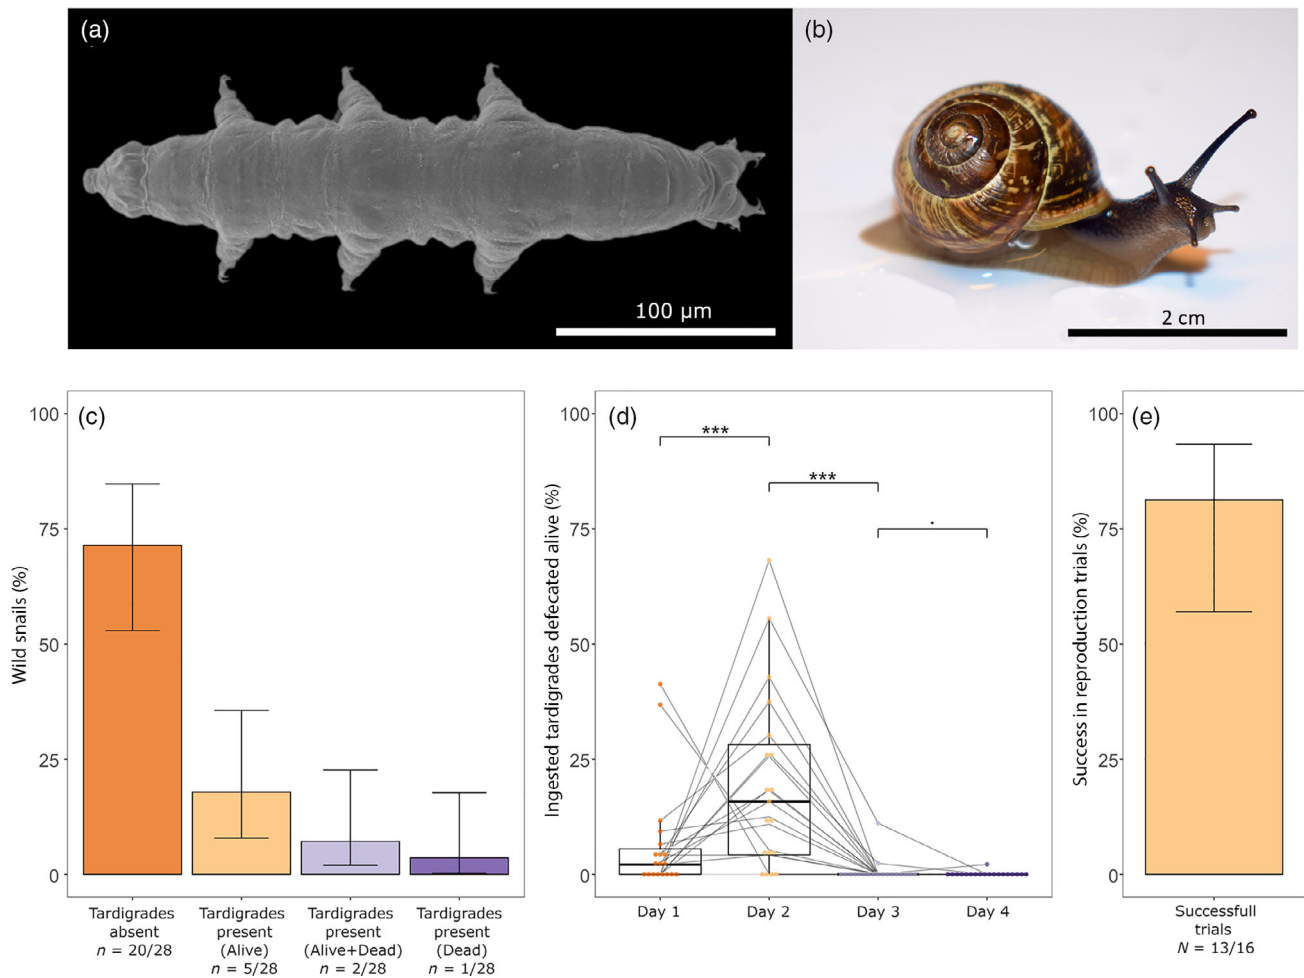 (a)
100 µm
(b)
2 cm
(c)
Wild snails (%)
100
75
50
25
0
Tardigrades
absent
n = 20/28
Tardigrades
present
(Alive)
n = 5/28
Tardigrades
present
(Alive+Dead)
n = 2/28
Tardigrades
present
(Dead)
n = 1/28
(d)
Ingested tardigrades defecated alive (%)
100
75
50
25
0
***
***
.
Day 1
Day 2
Day 3
Day 4
(e)
Success in reproduction trials (%)
100
75
50
25
0
Successfull
trials
N = 13/16